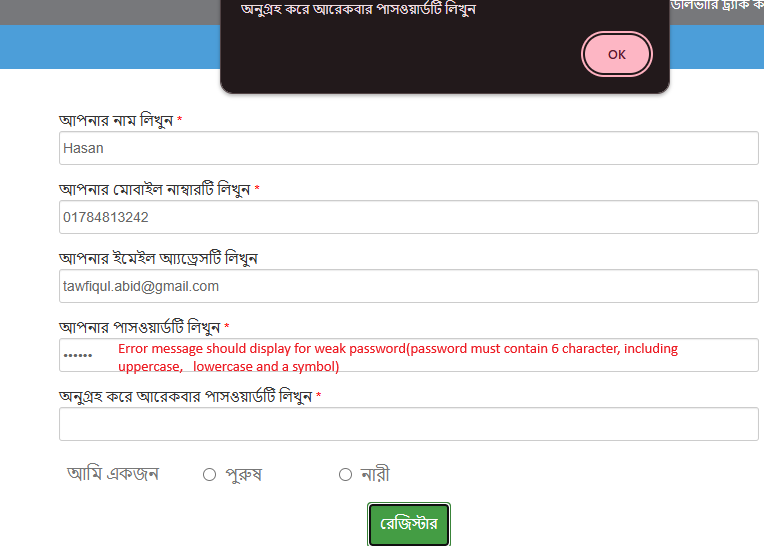 ডেলিভারি ট্র্যাক ক
অনুগ্রহ করে আরেকবার পাসওয়ার্ডটি লিখুন
OK
আপনার নাম লিখুন *
Hasan
আপনার মোবাইল নাম্বারটি লিখুন *
01784813242
আপনার ইমেইল অ্যাড্রেসটি লিখুন
tawfiqul.abid@gmail.com
আপনার পাসওয়ার্ডটি লিখুন *
••••••
Error message should display for weak password(password must contain 6 character, including
uppercase, lowercase and a symbol)
অনুগ্রহ করে আরেকবার পাসওয়ার্ডটি লিখুন *
আমি একজন পুরুষ নারী
রেজিস্টার